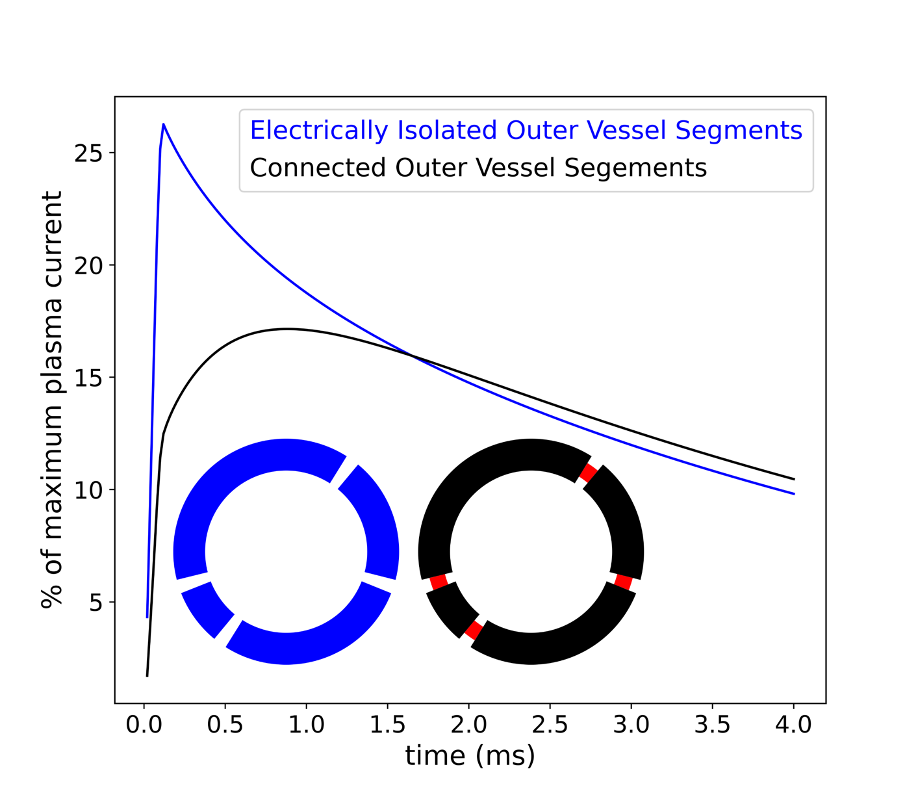 Electrically Isolated Outer Vessel Segments
Connected Outer Vessel Segements
% of maximum plasma current
25
20
15
10
5
0.0 0.5 1.0 1.5 2.0 2.5 3.0 3.5 4.0
time (ms)